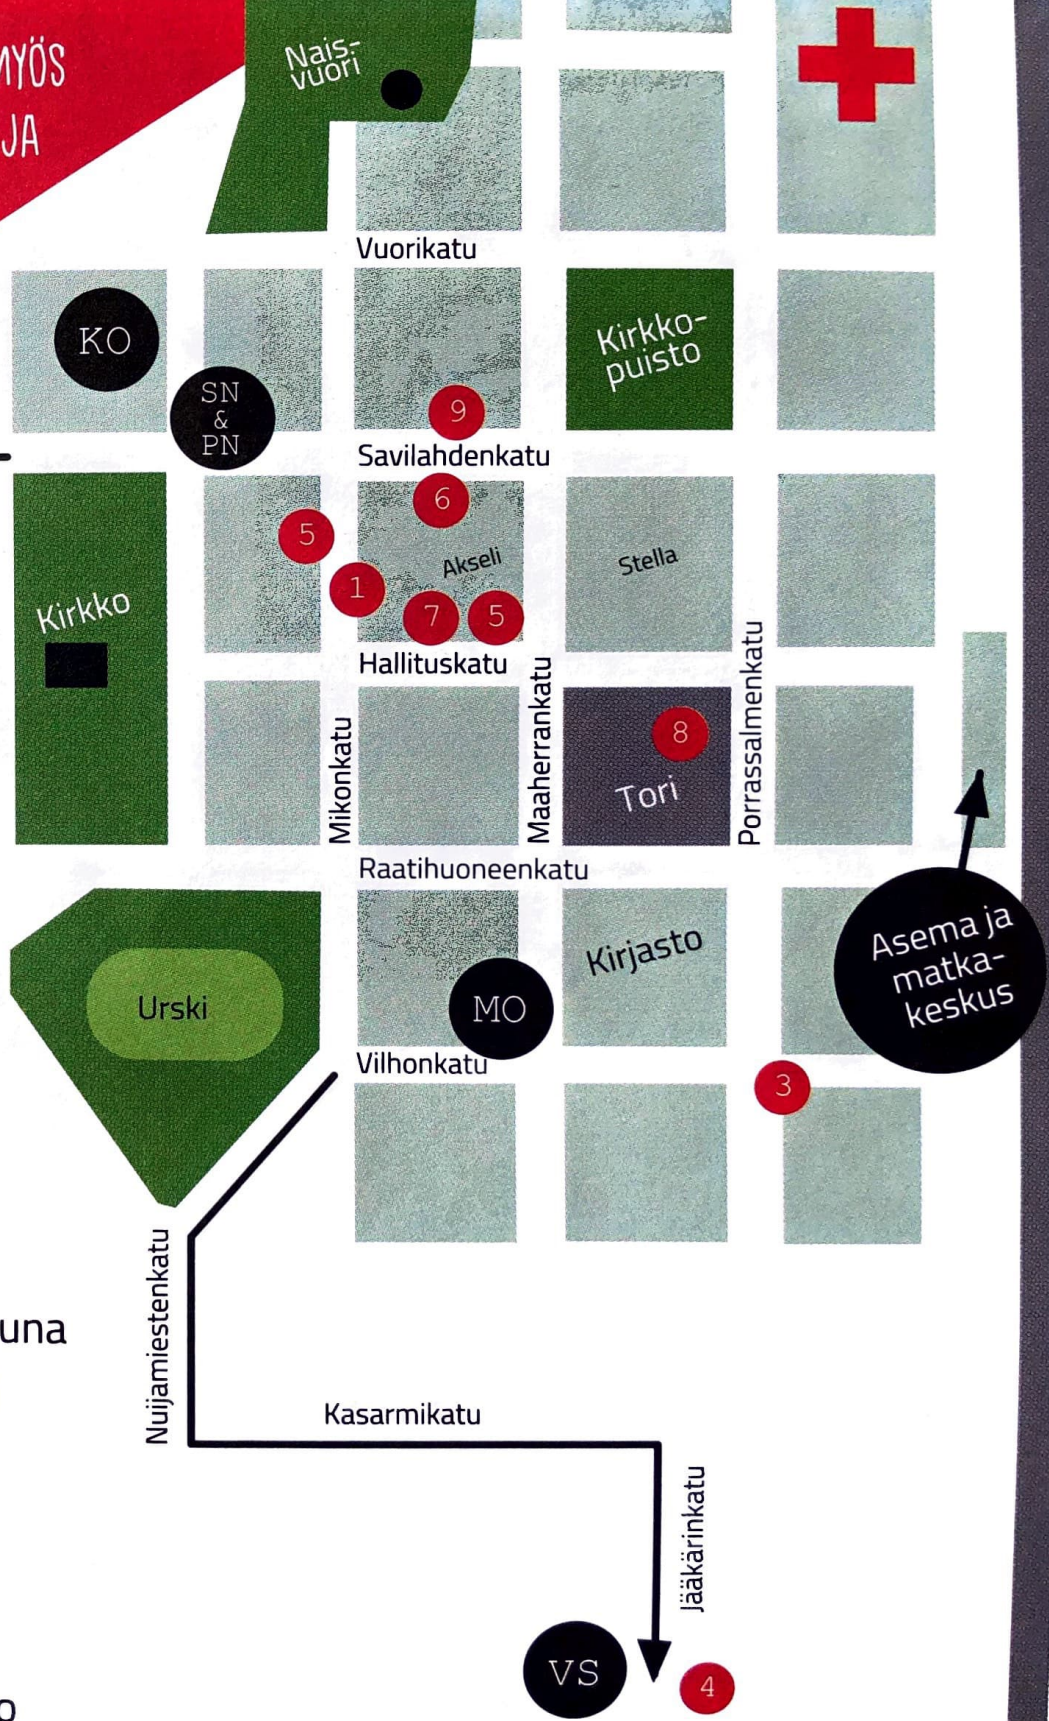 MYÖS
JA
Nais-
vuori
Vuorikatu
KO
SN
&
PN
Kirkko-
puisto
9
Savilahdenkatu
6
5
Akseli
Stella
1
7
5
Kirkko
Hallituskatu
Mikonkatu
Maaherrankatu
Porrassalmenkatu
8
Tori
Raatihuoneenkatu
Urski
MO
Kirjasto
Asema ja
matka-
keskus
Vilhonkatu
3
Nuijamiestenkatu
una
Kasarmikatu
Jääkärinkatu
VS
4
o